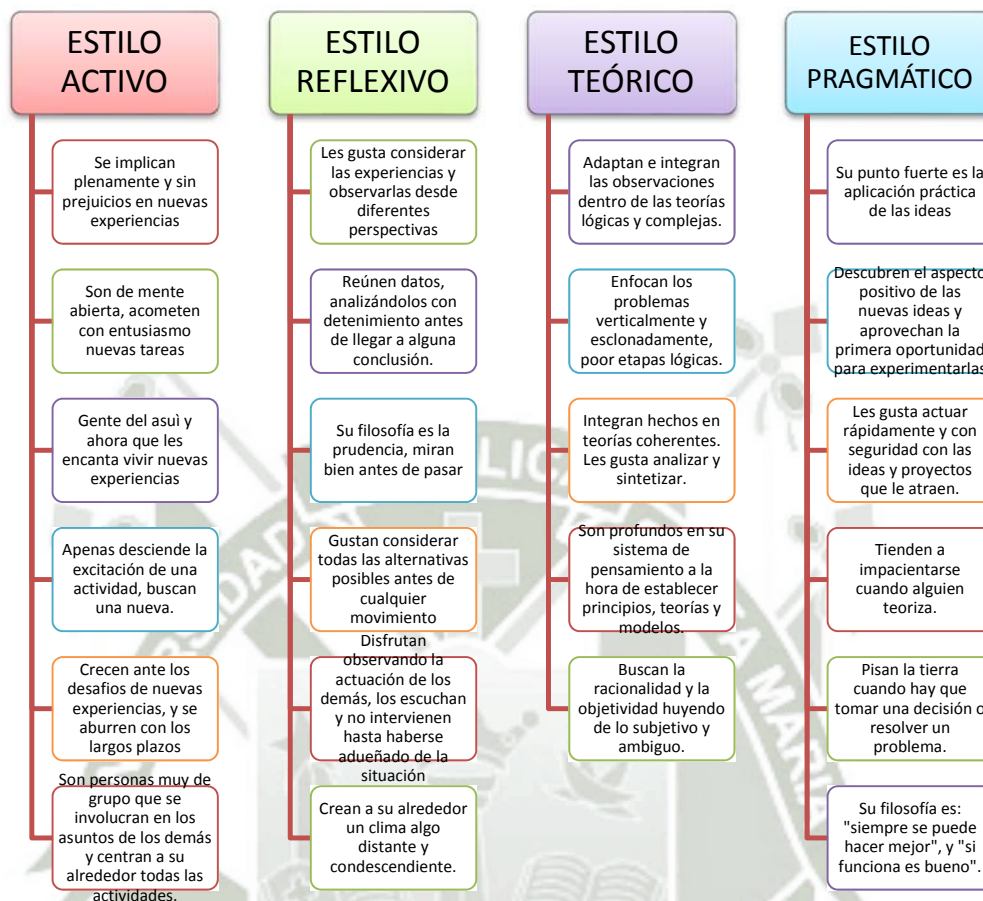 ESTILO
ACTIVO
Se implican
plenamente y sin
prejuicios en nuevas
experiencias
Son de mente
abierta, acometen
con entusiasmo
nuevas tareas
Gente del asuì y
ahora que les
encanta vivir nuevas
experiencias
Apenas desciende la
excitación de una
actividad, buscan
una nueva.
Crecen ante los
desafios de nuevas
experiencias, y se
aburren con los
largos plazos
Son personas muy de
grupo que se
involucran en los
asuntos de los demás
y centran a su
alrededor todas las
actividades.
ESTILO
REFLEXIVO
Les gusta considerar
las experiencias y
observarlas desde
diferentes
perspectivas
Reúnen datos,
analizándolos con
detenimiento antes
de llegar a alguna
conclusión.
Su filosofía es la
prudencia, miran
bien antes de pasar
Gustan considerar
todas las alternativas
posibles antes de
cualquier
movimiento
Disfrutan
observando la
actuación de los
demás, los escuchan
y no intervienen
hasta haberse
adueñado de la
situación
Crean a su alrededor
un clima algo
distante y
condescendiente.
ESTILO
TEÓRICO
Adaptan e integran
las observaciones
dentro de las teorías
lógicas y complejas.
Enfocan los
problemas
verticalmente y
esclonadamente,
poor etapas lógicas.
Integran hechos en
teorías coherentes.
Les gusta analizar y
sintetizar.
Son profundos en su
sistema de
pensamiento a la
hora de establecer
principios, teorías y
modelos.
Buscan la
racionalidad y la
objetividad huyendo
de lo subjetivo y
ambiguo.
ESTILO
PRAGMÁTICO
Su punto fuerte es la
aplicación práctica
de las ideas
Descubren el aspecto
positivo de las
nuevas ideas y
aprovechan la
primera oportunidad
para experimentarlas
Les gusta actuar
rápidamente y con
seguridad con las
ideas y proyectos
que le atraen.
Tienden a
impacientarse
cuando alguien
teoriza.
Pisan la tierra
cuando hay que
tomar una decisión o
resolver un
problema.
Su filosofía es:
"siempre se puede
hacer mejor", y "si
funciona es bueno".